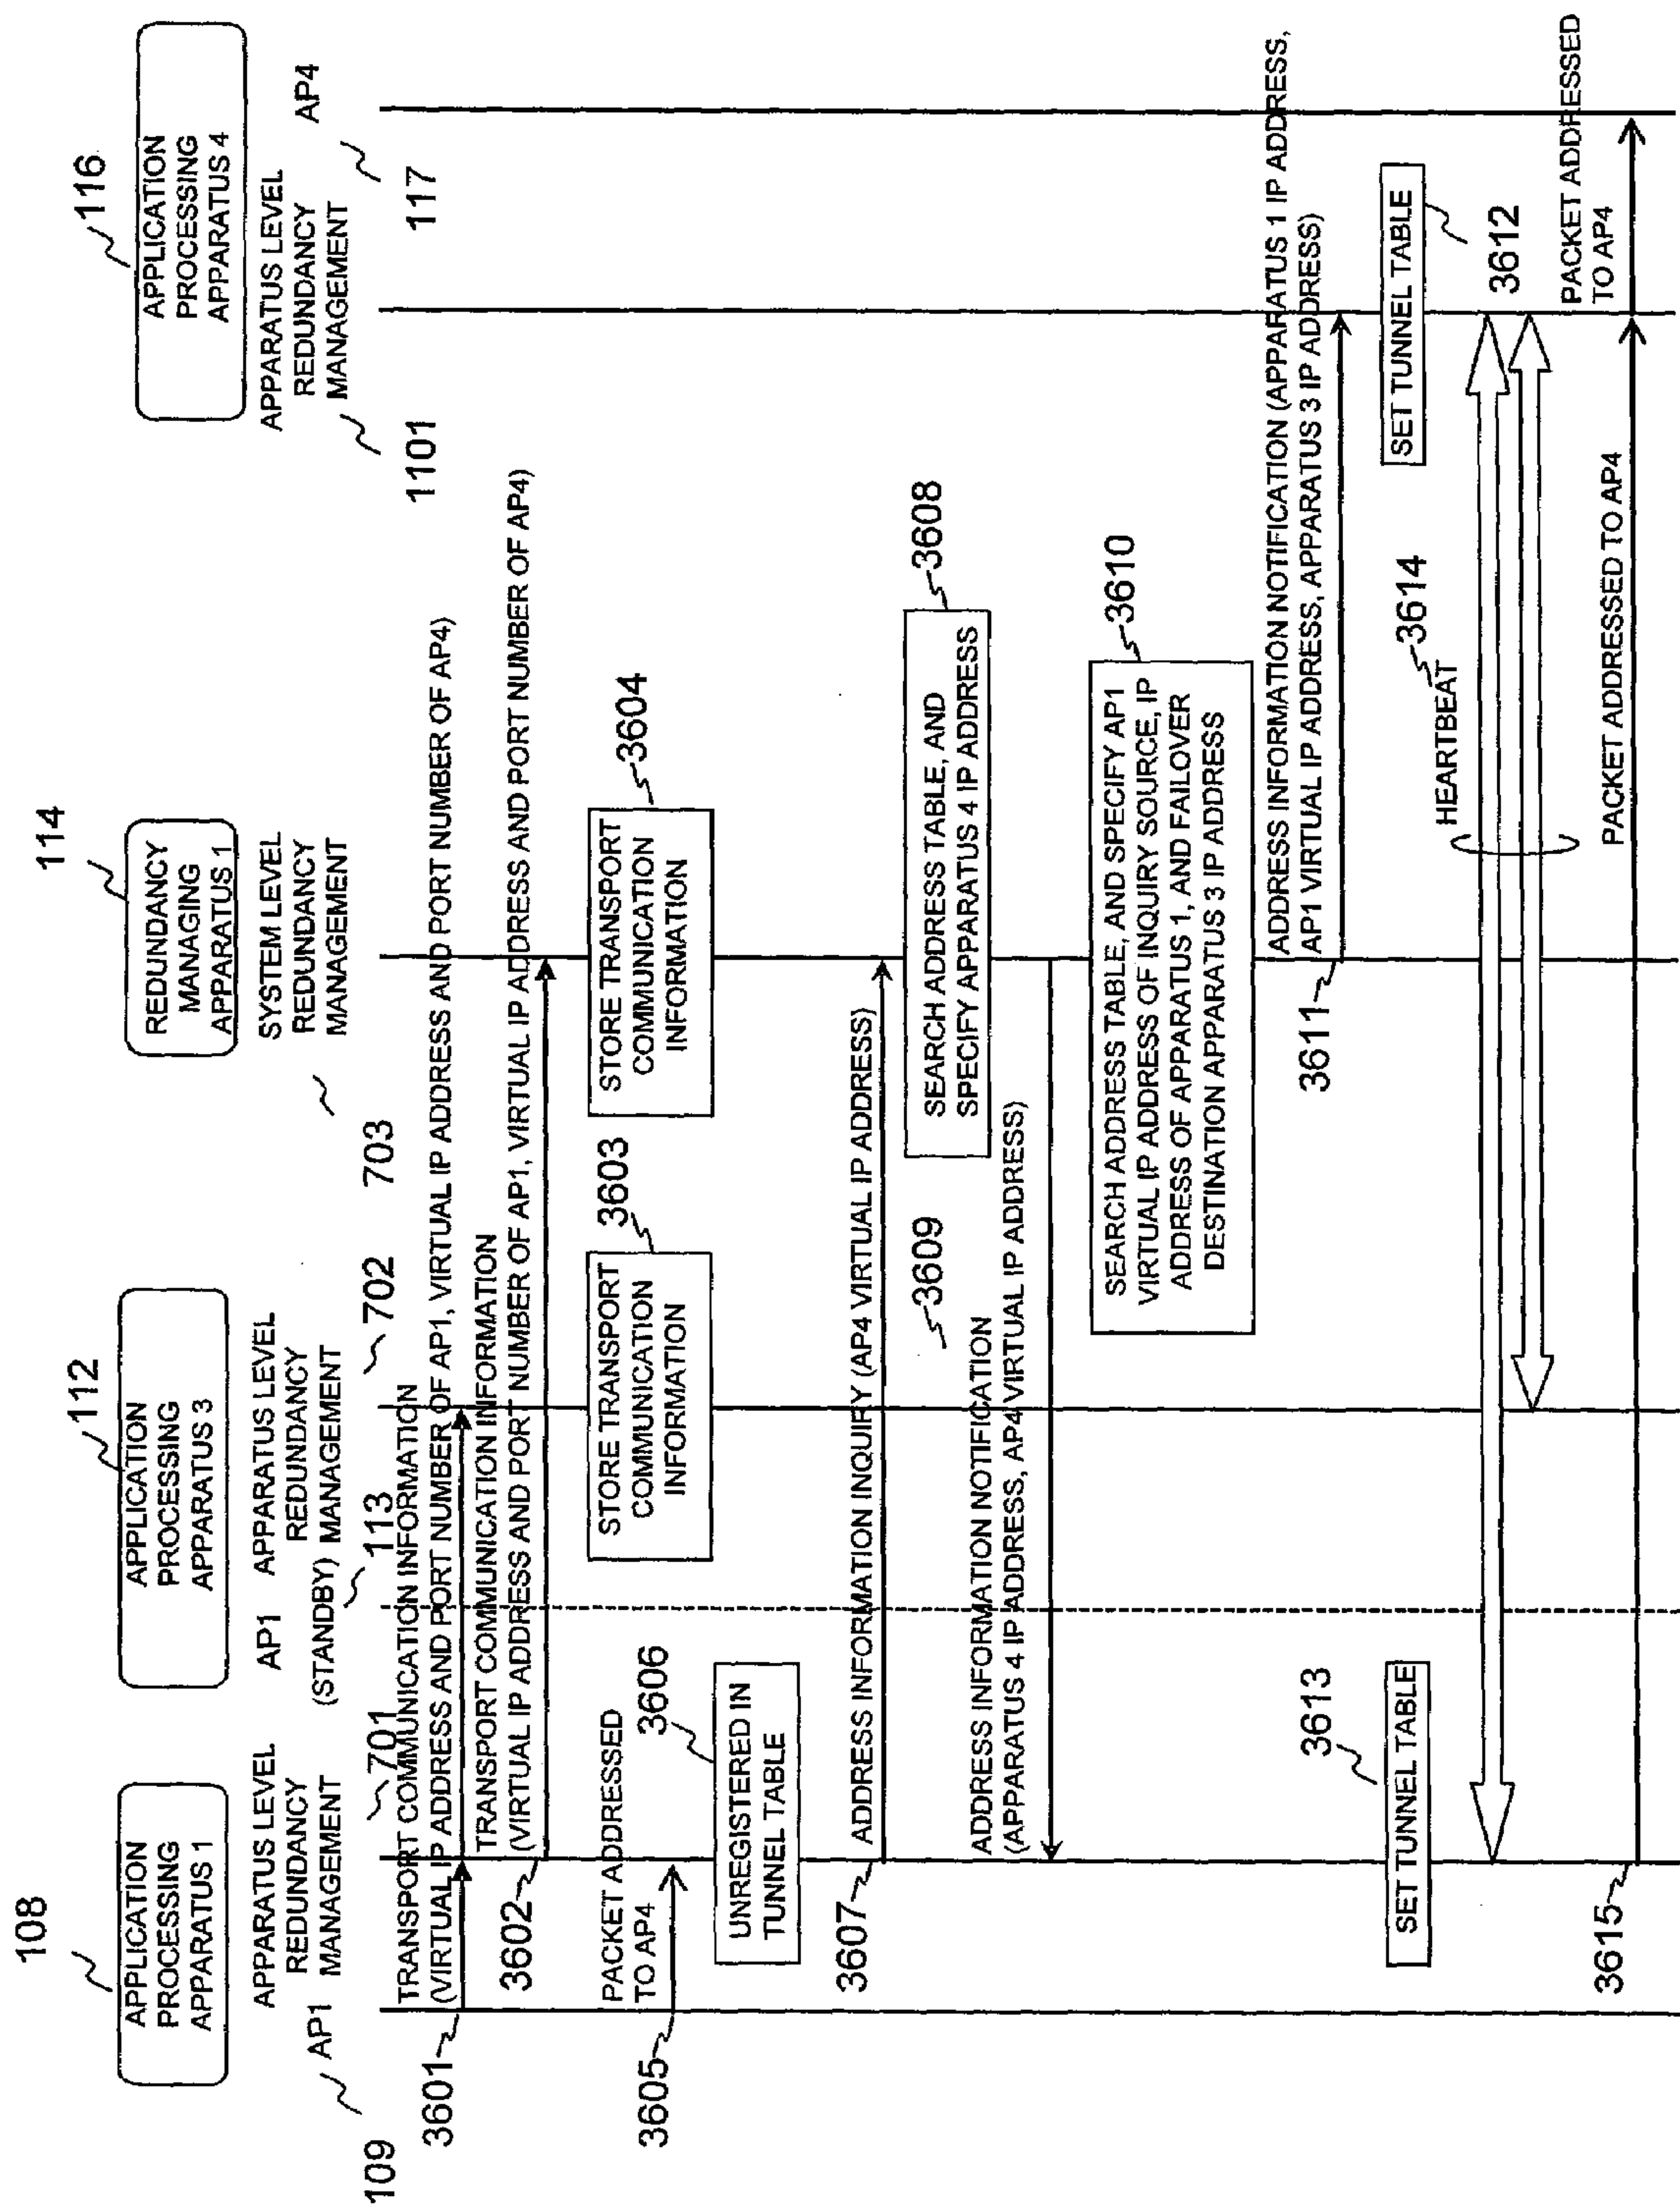 108
APPLICATION
PROCESSING
APPARATUS 1
112
APPLICATION
PROCESSING
APPARATUS 3
114
REDUNDANCY
MANAGING
APPARATUS 1
116
APPLICATION
PROCESSING
APPARATUS 4
109
AP1
APPARATUS LEVEL
REDUNDANCY
MANAGEMENT
701
AP1
(STANDBY)
113
APPARATUS LEVEL
REDUNDANCY
MANAGEMENT
702
SYSTEM LEVEL
REDUNDANCY
MANAGEMENT
703
APPARATUS LEVEL
REDUNDANCY
MANAGEMENT
1101
AP4
117
3601
TRANSPORT COMMUNICATION INFORMATION
(VIRTUAL IP ADDRESS AND PORT NUMBER OF AP1, VIRTUAL IP ADDRESS AND PORT NUMBER OF AP4)
3602
TRANSPORT COMMUNICATION INFORMATION
(VIRTUAL IP ADDRESS AND PORT NUMBER OF AP1, VIRTUAL IP ADDRESS AND PORT NUMBER OF AP4)
3603
STORE TRANSPORT
COMMUNICATION
INFORMATION
3604
STORE TRANSPORT
COMMUNICATION
INFORMATION
3605
PACKET ADDRESSED
TO AP4
3606
UNREGISTERED IN
TUNNEL TABLE
3607
ADDRESS INFORMATION INQUIRY (AP4 VIRTUAL IP ADDRESS)
3608
SEARCH ADDRESS TABLE, AND
SPECIFY APPARATUS 4 IP ADDRESS
3609
ADDRESS INFORMATION NOTIFICATION
(APPARATUS 4 IP ADDRESS, AP4 VIRTUAL IP ADDRESS)
3610
SEARCH ADDRESS TABLE, AND SPECIFY AP1
VIRTUAL IP ADDRESS OF INQUIRY SOURCE, IP
ADDRESS OF APPARATUS 1, AND FAILOVER
DESTINATION APPARATUS 3 IP ADDRESS
3611
ADDRESS INFORMATION NOTIFICATION (APPARATUS 1 IP ADDRESS,
AP1 VIRTUAL IP ADDRESS, APPARATUS 3 IP ADDRESS)
3613
SET TUNNEL TABLE
SET TUNNEL TABLE
3612
HEARTBEAT
3614
3615
PACKET ADDRESSED TO AP4
PACKET ADDRESSED
TO AP4